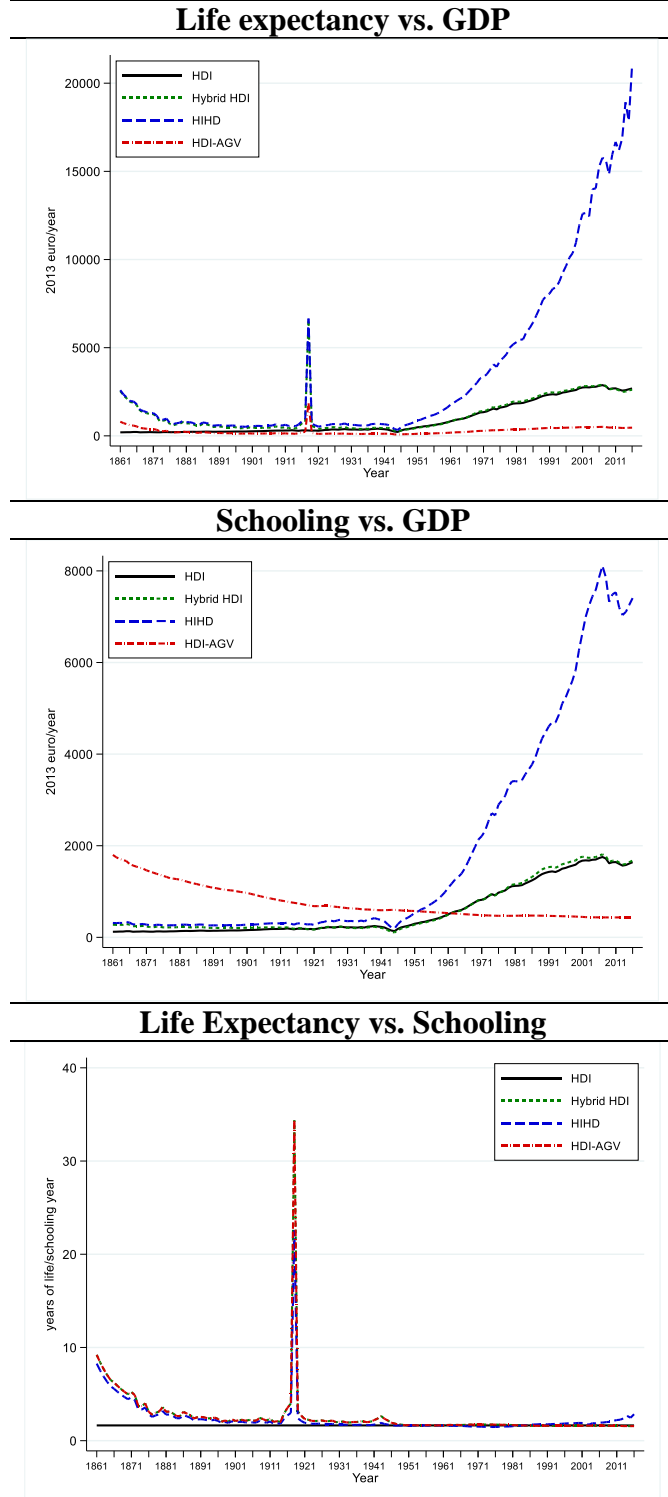 Life expectancy vs. GDP
HDI
Hybrid HDI
HIHD
HDI-AGV
20000
15000
10000
5000
0
2013 euro/year
1861 1871 1881 1891 1901 1911 1921 1931 1941 1951 1961 1971 1981 1991 2001 2011
Year
Schooling vs. GDP
HDI
Hybrid HDI
HIHD
HDI-AGV
8000
6000
4000
2000
0
2013 euro/year
1861 1871 1881 1891 1901 1911 1921 1931 1941 1951 1961 1971 1981 1991 2001 2011
Year
Life Expectancy vs. Schooling
HDI
Hybrid HDI
HIHD
HDI-AGV
40
30
20
10
0
years of life/schooling year
1861 1871 1881 1891 1901 1911 1921 1931 1941 1951 1961 1971 1981 1991 2001 2011
Year